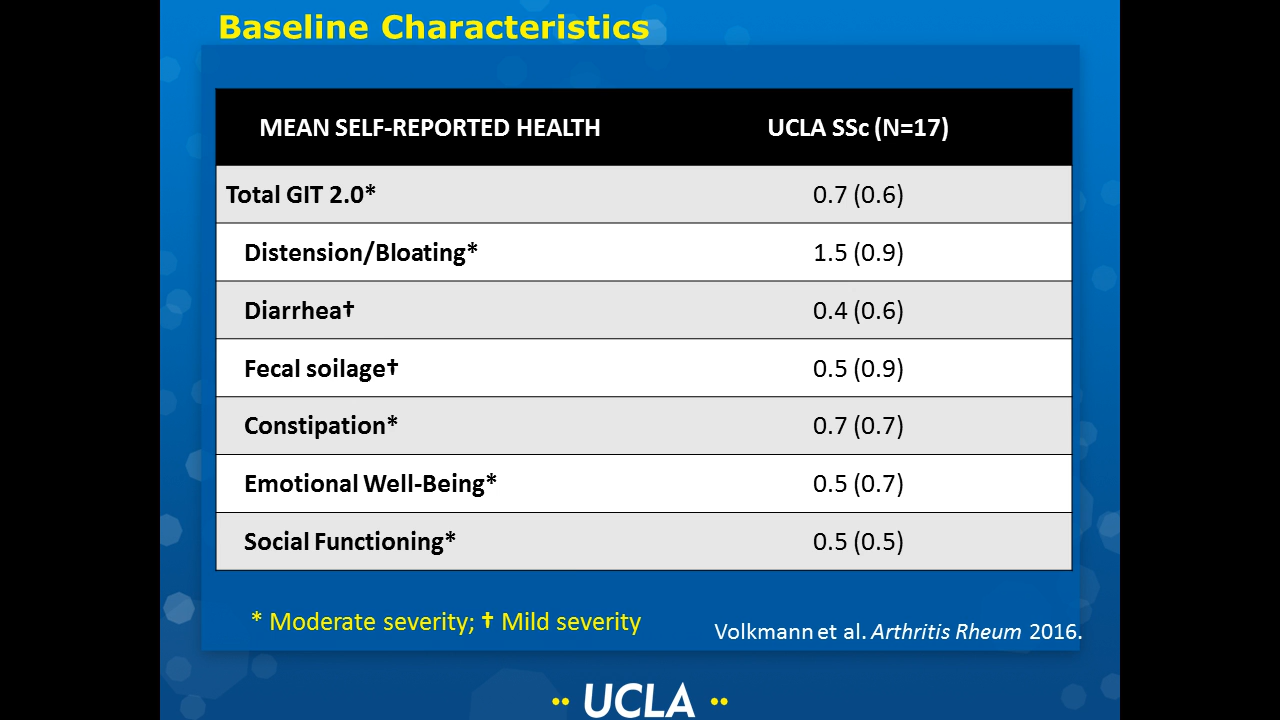 Baseline Characteristics
MEAN SELF-REPORTED HEALTH UCLA SSc (N=17)
Total GIT 2.0* 0.7 (0.6)
Distension/Bloating* 1.5 (0.9)
Diarrhea† 0.4 (0.6)
Fecal soilage† 0.5 (0.9)
Constipation* 0.7 (0.7)
Emotional Well-Being* 0.5 (0.7)
Social Functioning* 0.5 (0.5)
* Moderate severity; † Mild severity
Volkmann et al. Arthritis Rheum 2016.
UCLA